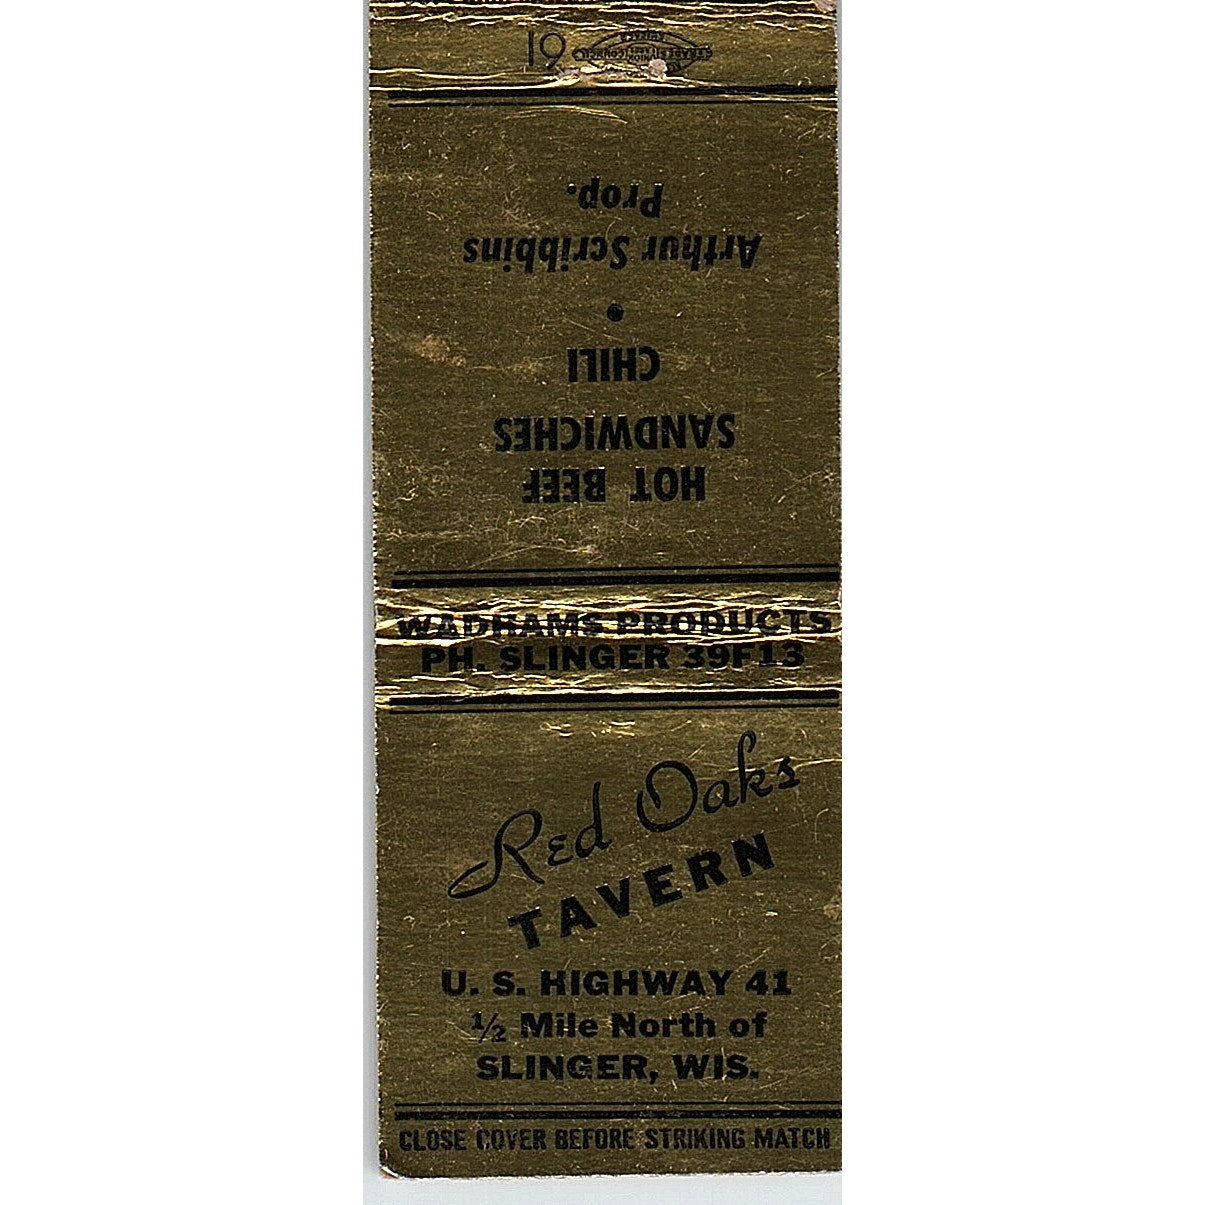 WADHAMS PRODUCTS
PH. SLINGER 39F13
Red Oaks
TAVERN
U. S. HIGHWAY 41
½ Mile North of
SLINGER, WIS.
CLOSE COVER BEFORE STRIKING MATCH
HOT BEEF
SANDWICHES
CHILI
•
Arthur Scribbins
Prop.
19